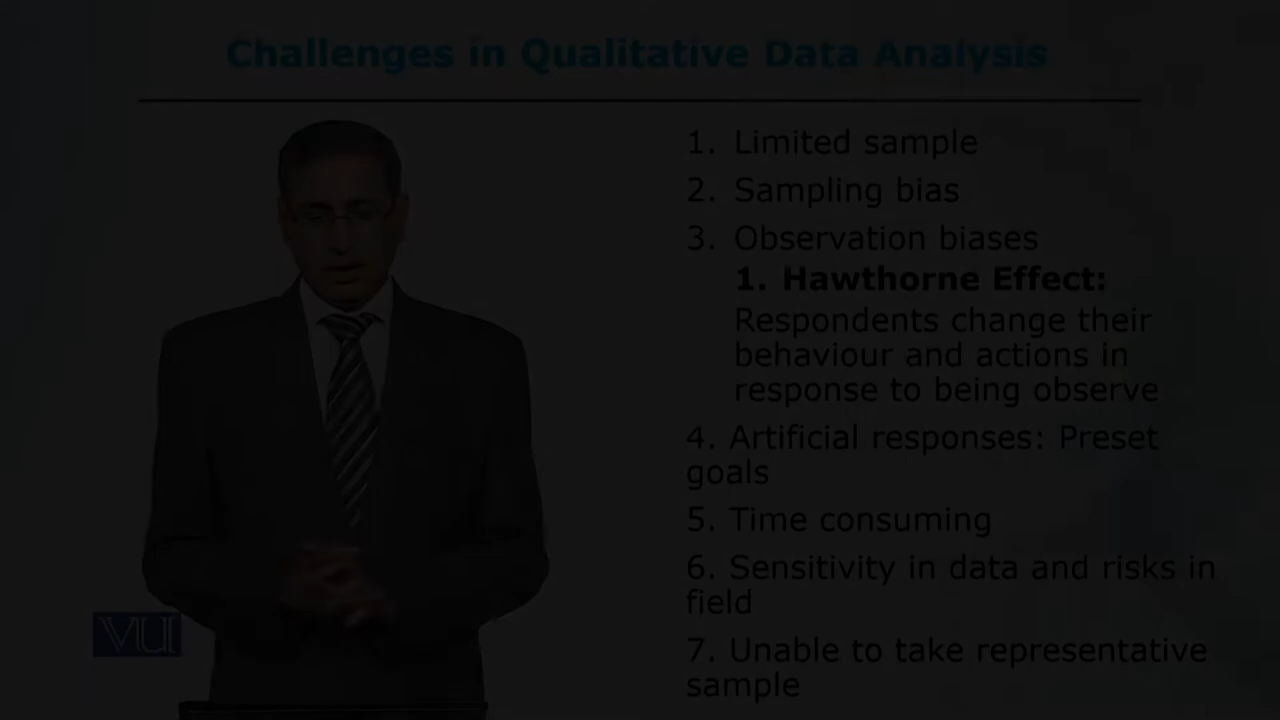 Challenges in Qualitative Data Analysis
1. Limited sample
2. Sampling bias
3. Observation biases
1. Hawthorne Effect:
Respondents change their
behaviour and actions in
response to being observe
4. Artificial responses: Preset
goals
5. Time consuming
6. Sensitivity in data and risks in
field
7. Unable to take representative
sample
VU